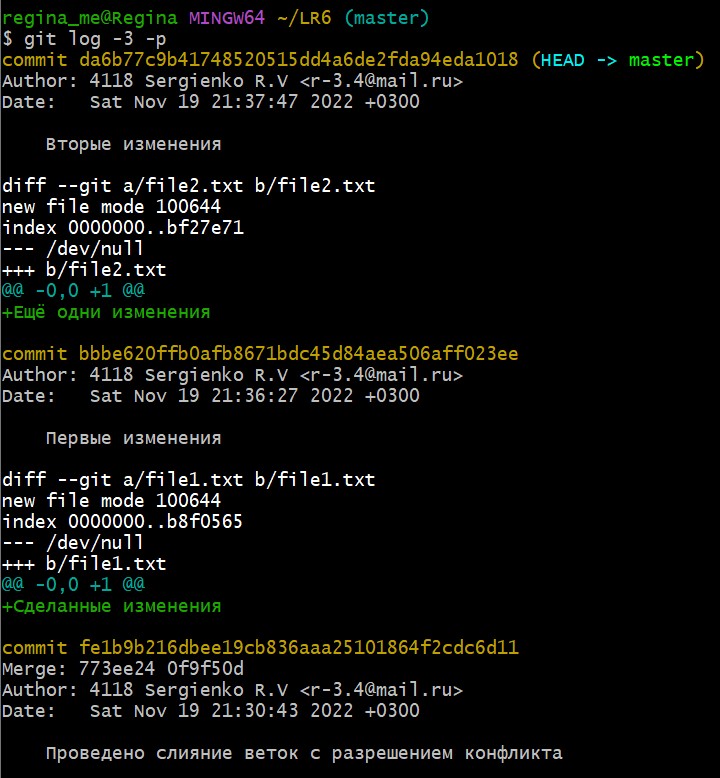 regina_me@Regina MINGW64 ~/LR6 (master)
$ git log -3 -p
commit da6b77c9b41748520515dd4a6de2fda94eda1018 (HEAD -> master)
Author: 4118 Sergienko R.V <r-3.4@mail.ru>
Date:   Sat Nov 19 21:37:47 2022 +0300
    Вторые изменения
diff --git a/file2.txt b/file2.txt
new file mode 100644
index 0000000..bf27e71
--- /dev/null
+++ b/file2.txt
@@ -0,0 +1 @@
+Ещё одни изменения
commit bbbe620ffb0afb8671bdc45d84aea506aff023ee
Author: 4118 Sergienko R.V <r-3.4@mail.ru>
Date:   Sat Nov 19 21:36:27 2022 +0300
    Первые изменения
diff --git a/file1.txt b/file1.txt
new file mode 100644
index 0000000..b8f0565
--- /dev/null
+++ b/file1.txt
@@ -0,0 +1 @@
+Сделанные изменения
commit fe1b9b216dbee19cb836aaa25101864f2cdc6d11
Merge: 773ee24 0f9f50d
Author: 4118 Sergienko R.V <r-3.4@mail.ru>
Date:   Sat Nov 19 21:30:43 2022 +0300
    Проведено слияние веток с разрешением конфликта